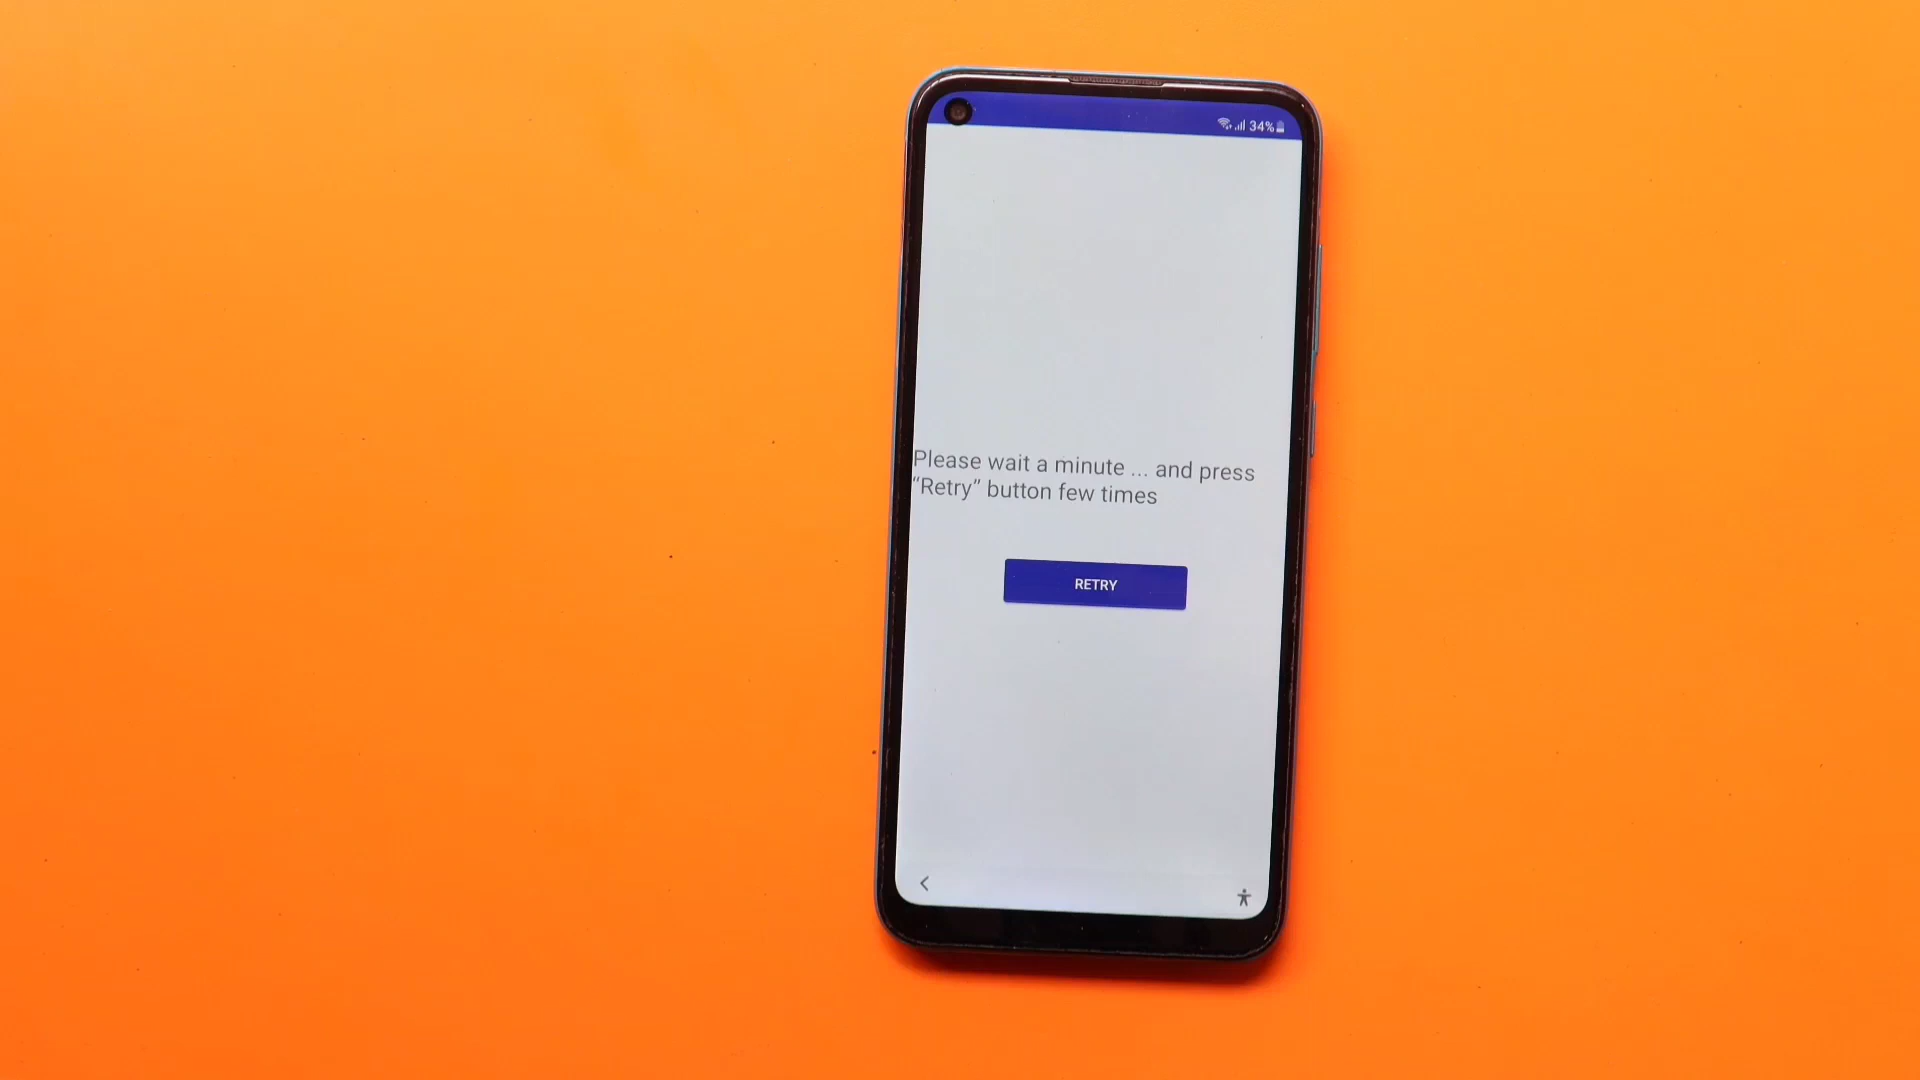 34%
Please wait a minute ... and press
“Retry” button few times
RETRY